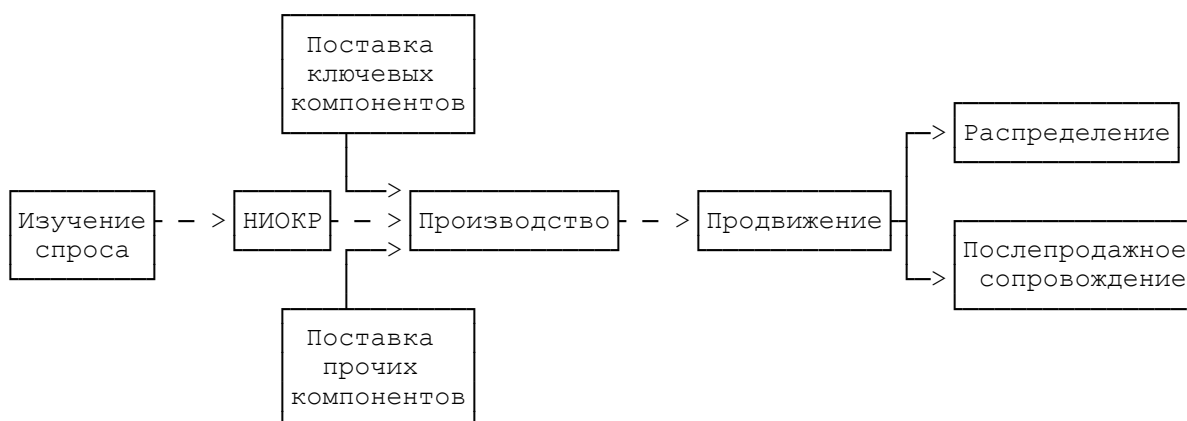 Поставка
ключевых
компонентов
Распределение
Изучение
спроса
НИОКР
Производство
Продвижение
Послепродажное
сопровождение
Поставка
прочих
компонентов